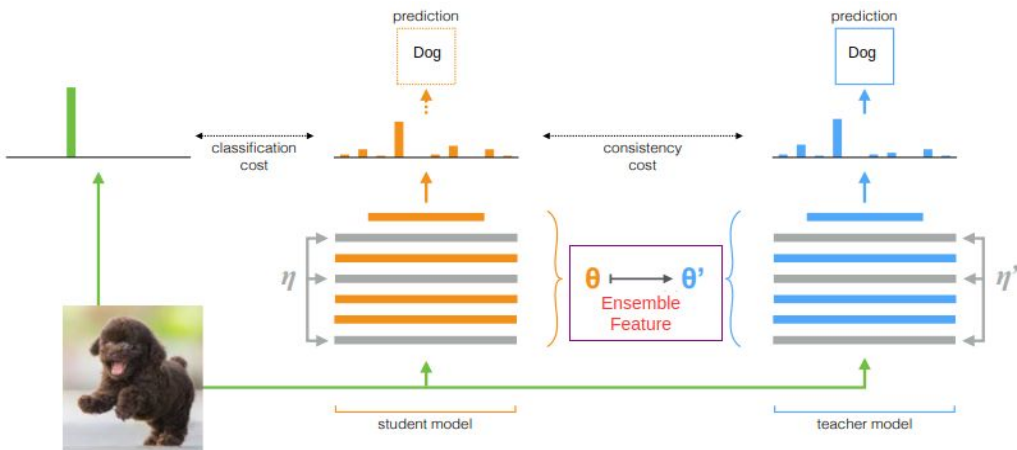 prediction
prediction
Dog
Dog
classification
cost
consistency
cost
η
θ
θ’
η’
Ensemble
Feature
student model
teacher model